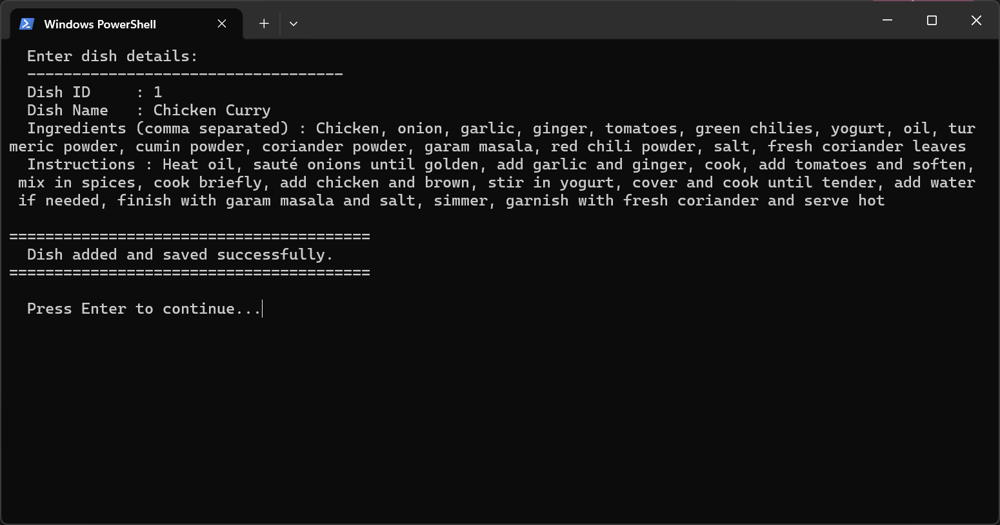 Windows PowerShell
Enter dish details:
-----------------------------------
Dish ID     : 1
Dish Name   : Chicken Curry
Ingredients (comma separated) : Chicken, onion, garlic, ginger, tomatoes, green chilies, yogurt, oil, tur
meric powder, cumin powder, coriander powder, garam masala, red chili powder, salt, fresh coriander leaves
Instructions : Heat oil, sauté onions until golden, add garlic and ginger, cook, add tomatoes and soften,
mix in spices, cook briefly, add chicken and brown, stir in yogurt, cover and cook until tender, add water
if needed, finish with garam masala and salt, simmer, garnish with fresh coriander and serve hot
========================================
Dish added and saved successfully.
========================================
Press Enter to continue...